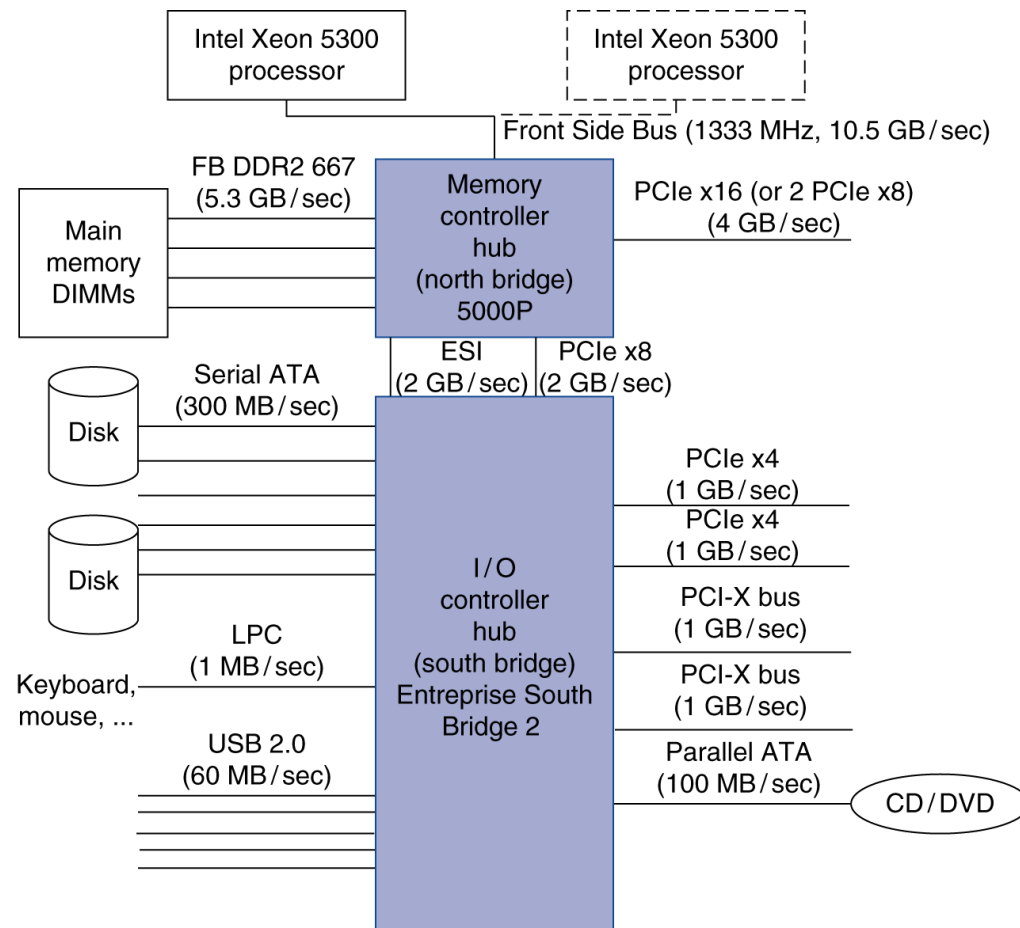 Intel Xeon 5300
processor
Intel Xeon 5300
processor
Front Side Bus (1333 MHz, 10.5 GB/sec)
FB DDR2 667
(5.3 GB/sec)
Main
memory
DIMMs
Memory
controller
hub
(north bridge)
5000P
PCIe x16 (or 2 PCIe x8)
(4 GB/sec)
ESI
(2 GB/sec)
PCIe x8
(2 GB/sec)
Serial ATA
(300 MB/sec)
Disk
Disk
LPC
(1 MB/sec)
Keyboard,
mouse, ...
USB 2.0
(60 MB/sec)
I/O
controller
hub
(south bridge)
Entreprise South
Bridge 2
PCIe x4
(1 GB/sec)
PCIe x4
(1 GB/sec)
PCI-X bus
(1 GB/sec)
PCI-X bus
(1 GB/sec)
Parallel ATA
(100 MB/sec)
CD/DVD